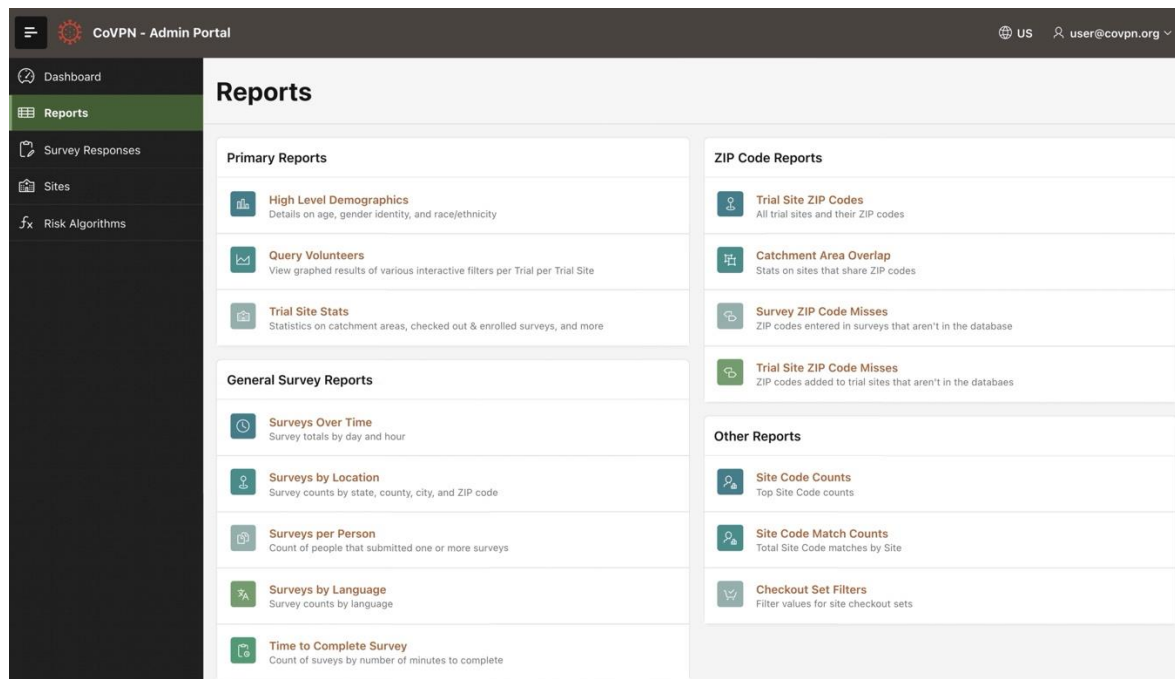 CoVPN - Admin Portal
US
user@covpn.org
Dashboard
Reports
Survey Responses
Sites
fx Risk Algorithms
Reports
Primary Reports
High Level Demographics
Details on age, gender identity, and race/ethnicity
Query Volunteers
View graphed results of various interactive filters per Trial per Trial Site
Trial Site Stats
Statistics on catchment areas, checked out & enrolled surveys, and more
General Survey Reports
Surveys Over Time
Survey totals by day and hour
Surveys by Location
Survey counts by state, county, city, and ZIP code
Surveys per Person
Count of people that submitted one or more surveys
Surveys by Language
Survey counts by language
Time to Complete Survey
Count of suveys by number of minutes to complete
ZIP Code Reports
Trial Site ZIP Codes
All trial sites and their ZIP codes
Catchment Area Overlap
Stats on sites that share ZIP codes
Survey ZIP Code Misses
ZIP codes entered in surveys that aren't in the database
Trial Site ZIP Code Misses
ZIP codes added to trial sites that aren't in the databaes
Other Reports
Site Code Counts
Top Site Code counts
Site Code Match Counts
Total Site Code matches by Site
Checkout Set Filters
Filter values for site checkout sets